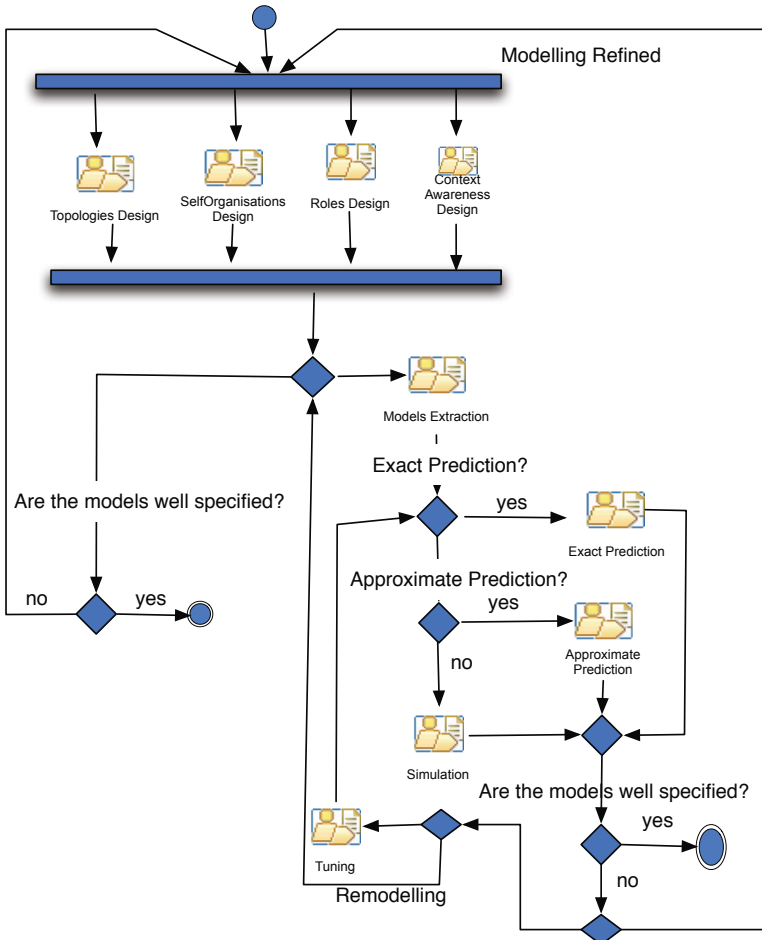 Modelling Refined
Topologies Design
SelfOrganisations
Design
Roles Design
Context
Awareness
Design
Models Extraction
Exact Prediction?
Are the models well specified?
yes
Exact Prediction
Approximate Prediction?
no
yes
yes
no
Approximate
Prediction
Simulation
Are the models well specified?
yes
Tuning
no
Remodelling